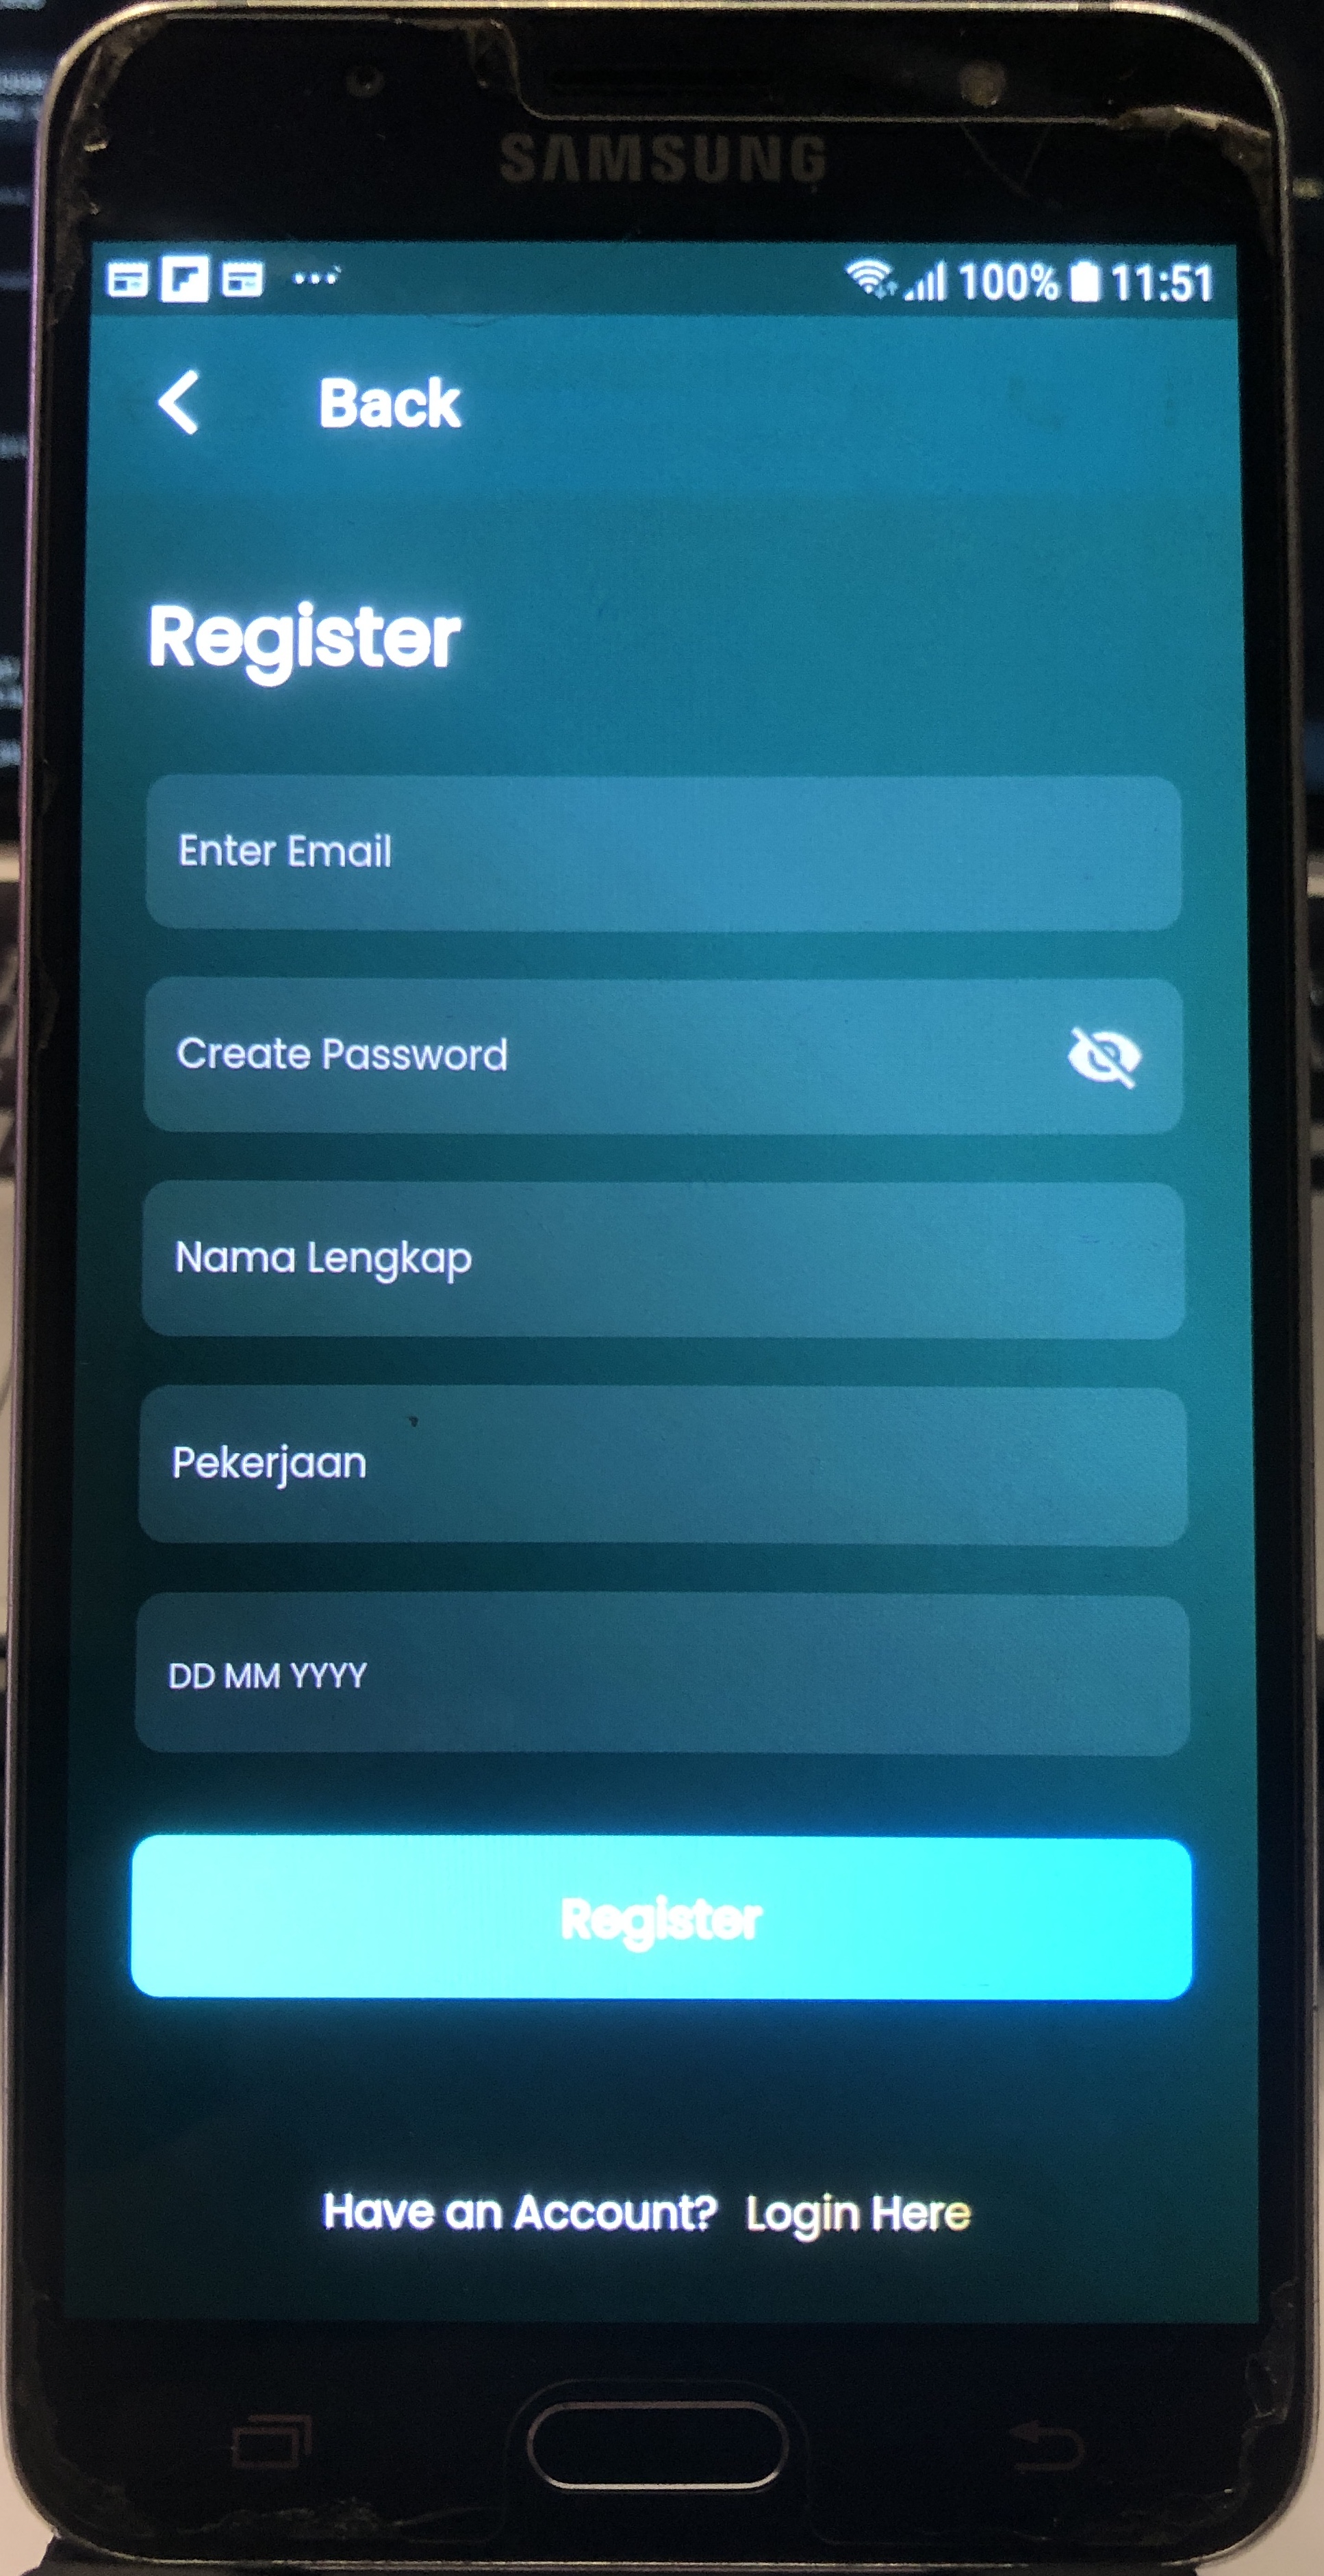 SAMSUNG
100% 11:51
Back
Register
Enter Email
Create Password
Nama Lengkap
Pekerjaan
DD MM YYYY
Register
Have an Account? Login Here